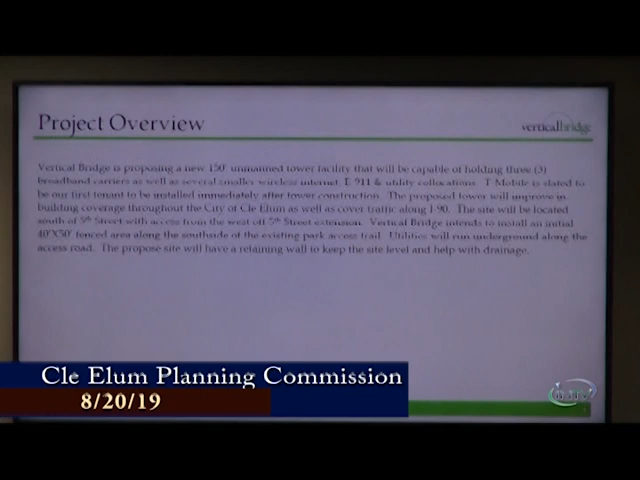 Project Overview
verticalbridge
Vertical Bridge is proposing a new 150' unmanned tower facility that will be capable of holding three (3)
broadband carriers as well as several smaller wireless internet, E-911 & utility collocations. T-Mobile is slated to
be our first tenant to be installed immediately after tower construction. The proposed tower will improve in
building coverage throughout the City of Cle Elum as well as cover traffic along I-90. The site will be located
south of 5th Street with access from the west off 5th Street extension. Vertical Bridge intends to install an initial
40'X50' fenced area along the southside of the existing park access trail. Utilities will run underground along the
access road. The propose site will have a retaining wall to keep the site level and help with drainage.
Cle Elum Planning Commission
8/20/19